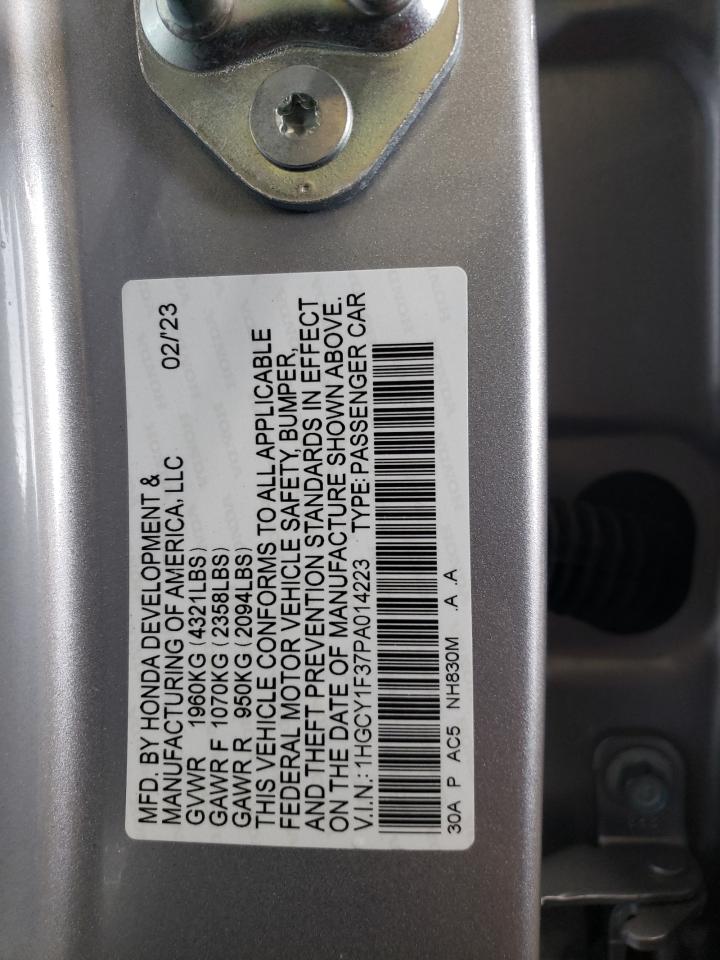 MFD. BY HONDA DEVELOPMENT & 02/'23
MANUFACTURING OF AMERICA, LLC
GVWR 1960KG (4321LBS)
GAWR F 1070KG (2358LBS)
GAWR R 950KG (2094LBS)
THIS VEHICLE CONFORMS TO ALL APPLICABLE
FEDERAL MOTOR VEHICLE SAFETY, BUMPER,
AND THEFT PREVENTION STANDARDS IN EFFECT
ON THE DATE OF MANUFACTURE SHOWN ABOVE.
V.I.N.: 1HGCY1F37PA014223 TYPE: PASSENGER CAR
30A P AC5 NH830M .A .A